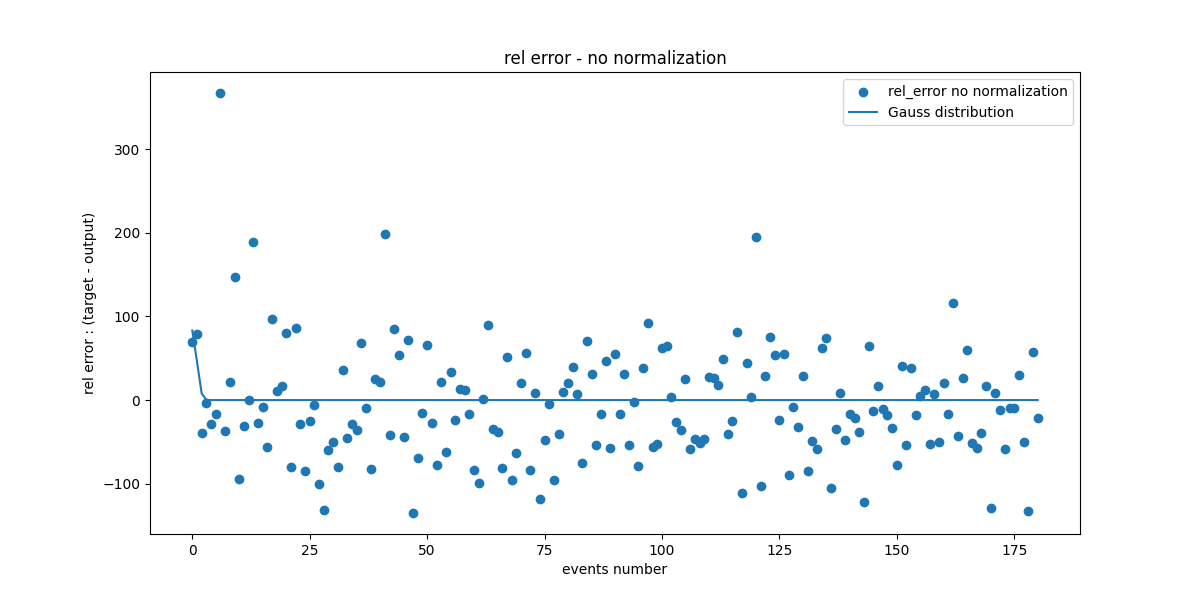 rel error - no normalization
rel_error no normalization
Gauss distribution
rel error : (target - output)
300
200
100
0
−100
0 25 50 75 100 125 150 175
events number